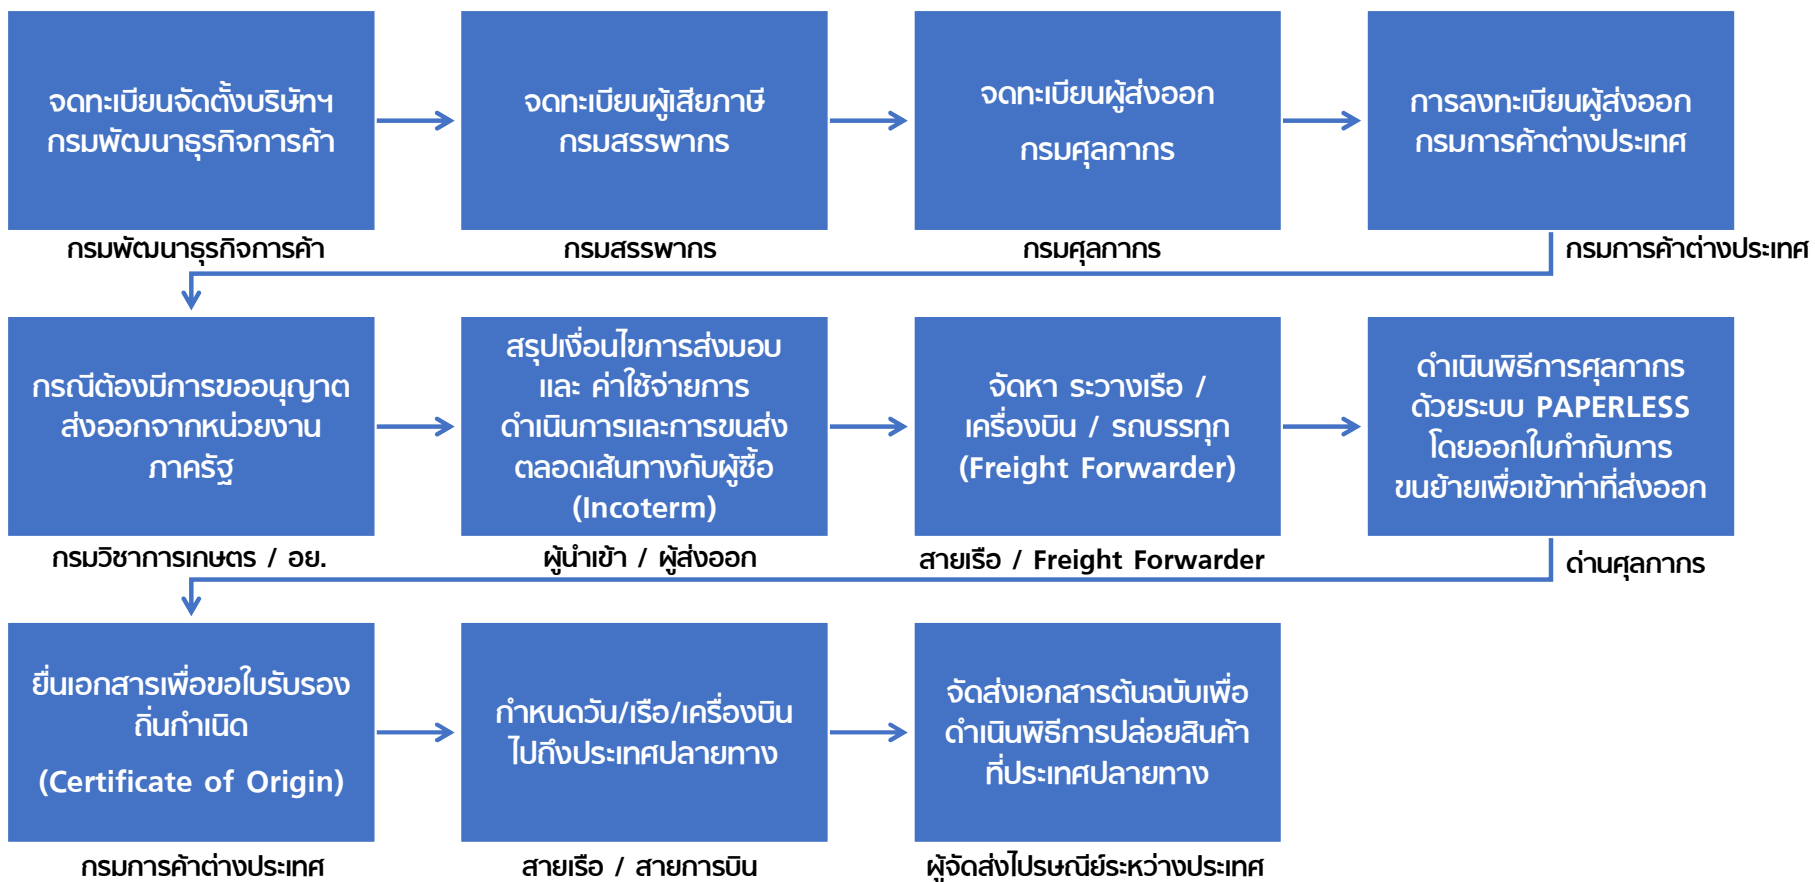 จดทะเบียนจัดตั้งบริษัทฯ
กรมพัฒนาธุรกิจการค้า
กรมพัฒนาธุรกิจการค้า
จดทะเบียนผู้เสียภาษี
กรมสรรพากร
กรมสรรพากร
จดทะเบียนผู้ส่งออก
กรมศุลกากร
กรมศุลกากร
การลงทะเบียนผู้ส่งออก
กรมการค้าต่างประเทศ
กรมการค้าต่างประเทศ
กรณีต้องมีการขออนุญาต
ส่งออกจากหน่วยงาน
ภาครัฐ
กรมวิชาการเกษตร / อย.
สรุปเงื่อนไขการส่งมอบ
และ ค่าใช้จ่ายการ
ดำเนินการและการขนส่ง
ตลอดเส้นทางกับผู้ซื้อ
(Incoterm)
ผู้นำเข้า / ผู้ส่งออก
จัดหา ระวางเรือ /
เครื่องบิน / รถบรรทุก
(Freight Forwarder)
สายเรือ / Freight Forwarder
ดำเนินพิธีการศุลกากร
ด้วยระบบ PAPERLESS
โดยออกใบกำกับการ
ขนย้ายเพื่อเข้าท่าที่ส่งออก
ด่านศุลกากร
ยื่นเอกสารเพื่อขอใบรับรอง
ถิ่นกำเนิด
(Certificate of Origin)
กรมการค้าต่างประเทศ
กำหนดวัน/เรือ/เครื่องบิน
ไปถึงประเทศปลายทาง
สายเรือ / สายการบิน
จัดส่งเอกสารต้นฉบับเพื่อ
ดำเนินพิธีการปล่อยสินค้า
ที่ประเทศปลายทาง
ผู้จัดส่งไปรษณีย์ระหว่างประเทศ